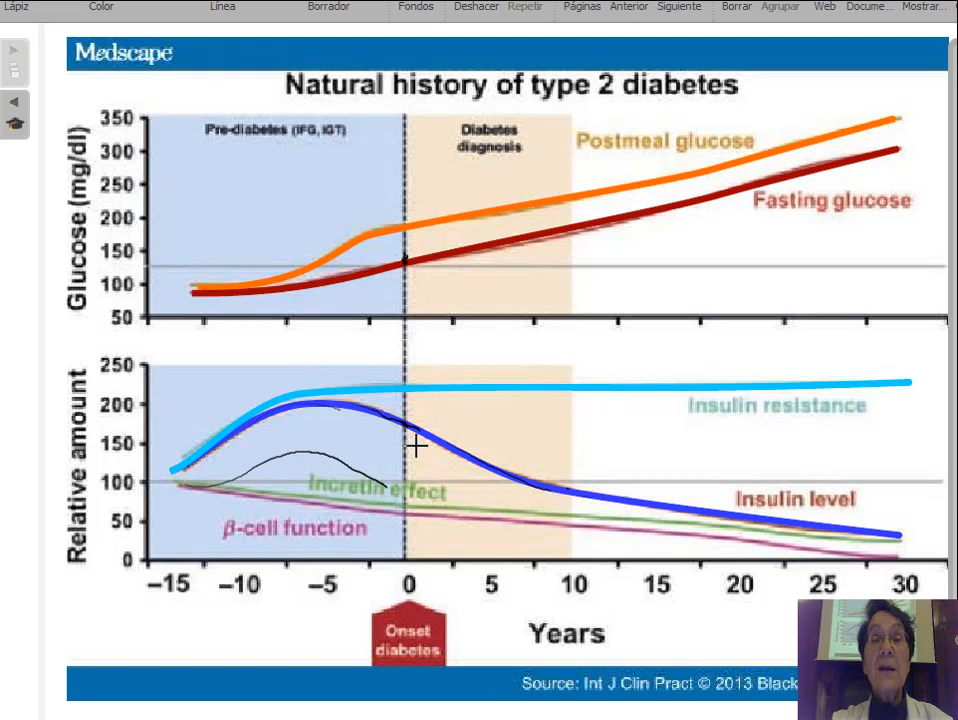 Lápiz Color Línea Borrador Fondos Deshacer Repetir Páginas Anterior Siguiente Borrar Agrupar Web Docume... Mostrar...
Medscape
Natural history of type 2 diabetes
Glucose (mg/dl)
350
300
250
200
150
100
50
Pre-diabetes (IFG, IGT)
Diabetes
diagnosis
Postmeal glucose
Fasting glucose
Relative amount
250
200
150
100
50
0
Insulin resistance
Incretin effect
Insulin level
β-cell function
–15 –10 –5 0 5 10 15 20 25 30
Onset
diabetes
Years
Source: Int J Clin Pract © 2013 Black